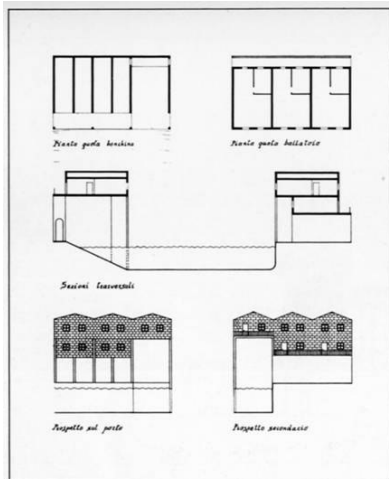 Pianta quota banchina
Pianta quota ballatoio
Sezioni trasversali
Prospetto sul porto
Prospetto secondario